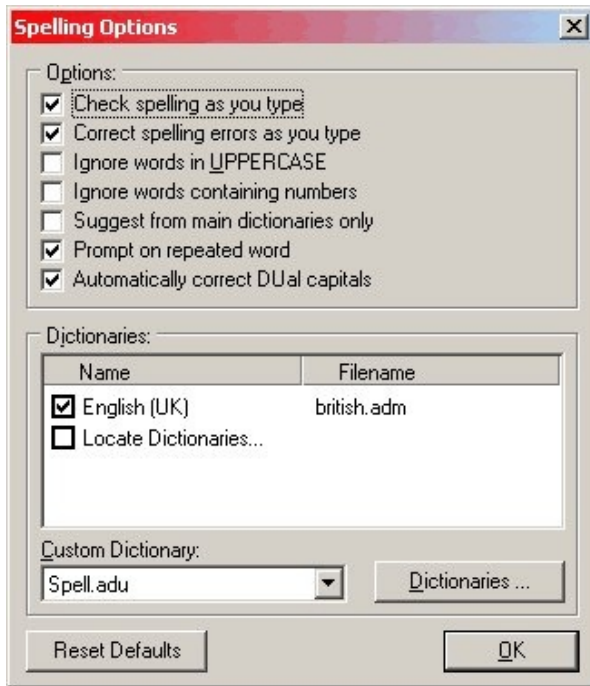 Spelling Options
Options:
Check spelling as you type
Correct spelling errors as you type
Ignore words in UPPERCASE
Ignore words containing numbers
Suggest from main dictionaries only
Prompt on repeated word
Automatically correct DUal capitals
Dictionaries:
Name Filename
English (UK) british.adm
Locate Dictionaries...
Custom Dictionary:
Spell.adu Dictionaries ...
Reset Defaults OK